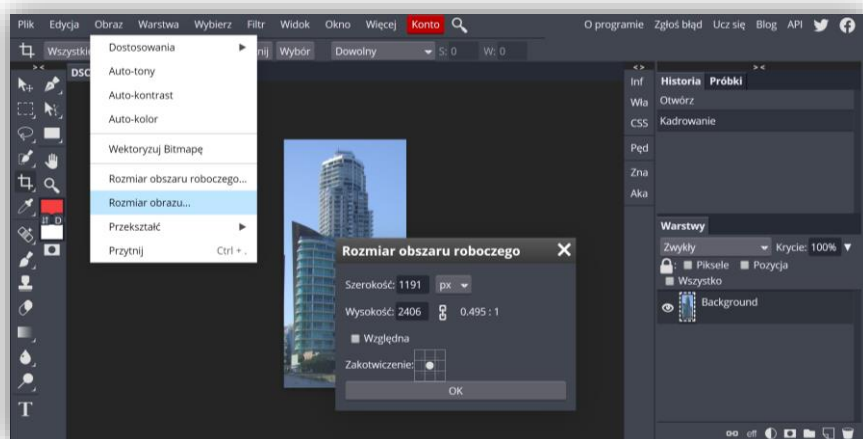 Plik Edycja Obraz Warstwa Wybierz Filtr Widok Okno Więcej Konto O programie Zgłoś błąd Ucz się Blog API
Wszystkie nij Wybór Dowolny S: 0 W: 0
DSC
Dostosowania
Auto-tony
Auto-kontrast
Auto-kolor
Wektoryzuj Bitmapę
Rozmiar obszaru roboczego...
Rozmiar obrazu...
Przekształć
Przytnij Ctrl + .
D
T
Rozmiar obszaru roboczego
Szerokość: 1191 px
Wysokość: 2406 0.495 : 1
Względna
Zakotwiczenie:
OK
Inf
Wła
CSS
Pęd
Zna
Aka
Historia Próbki
Otwórz
Kadrowanie
Warstwy
Zwykły Krycie: 100%
: Piksele Pozycja
Wszystko
Background
eff